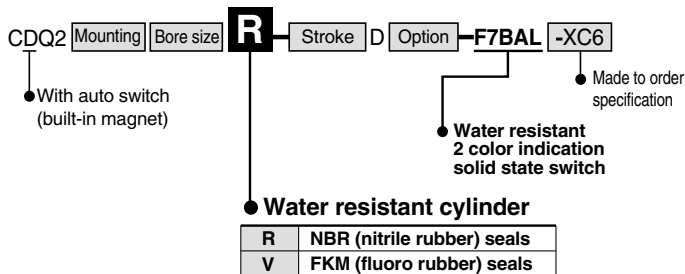 CDQ2 Mounting Bore size R Stroke D Option F7BAL -XC6
With auto switch
(built-in magnet)
Made to order
specification
Water resistant
2 color indication
solid state switch
Water resistant cylinder
R NBR (nitrile rubber) seals
V FKM (fluoro rubber) seals